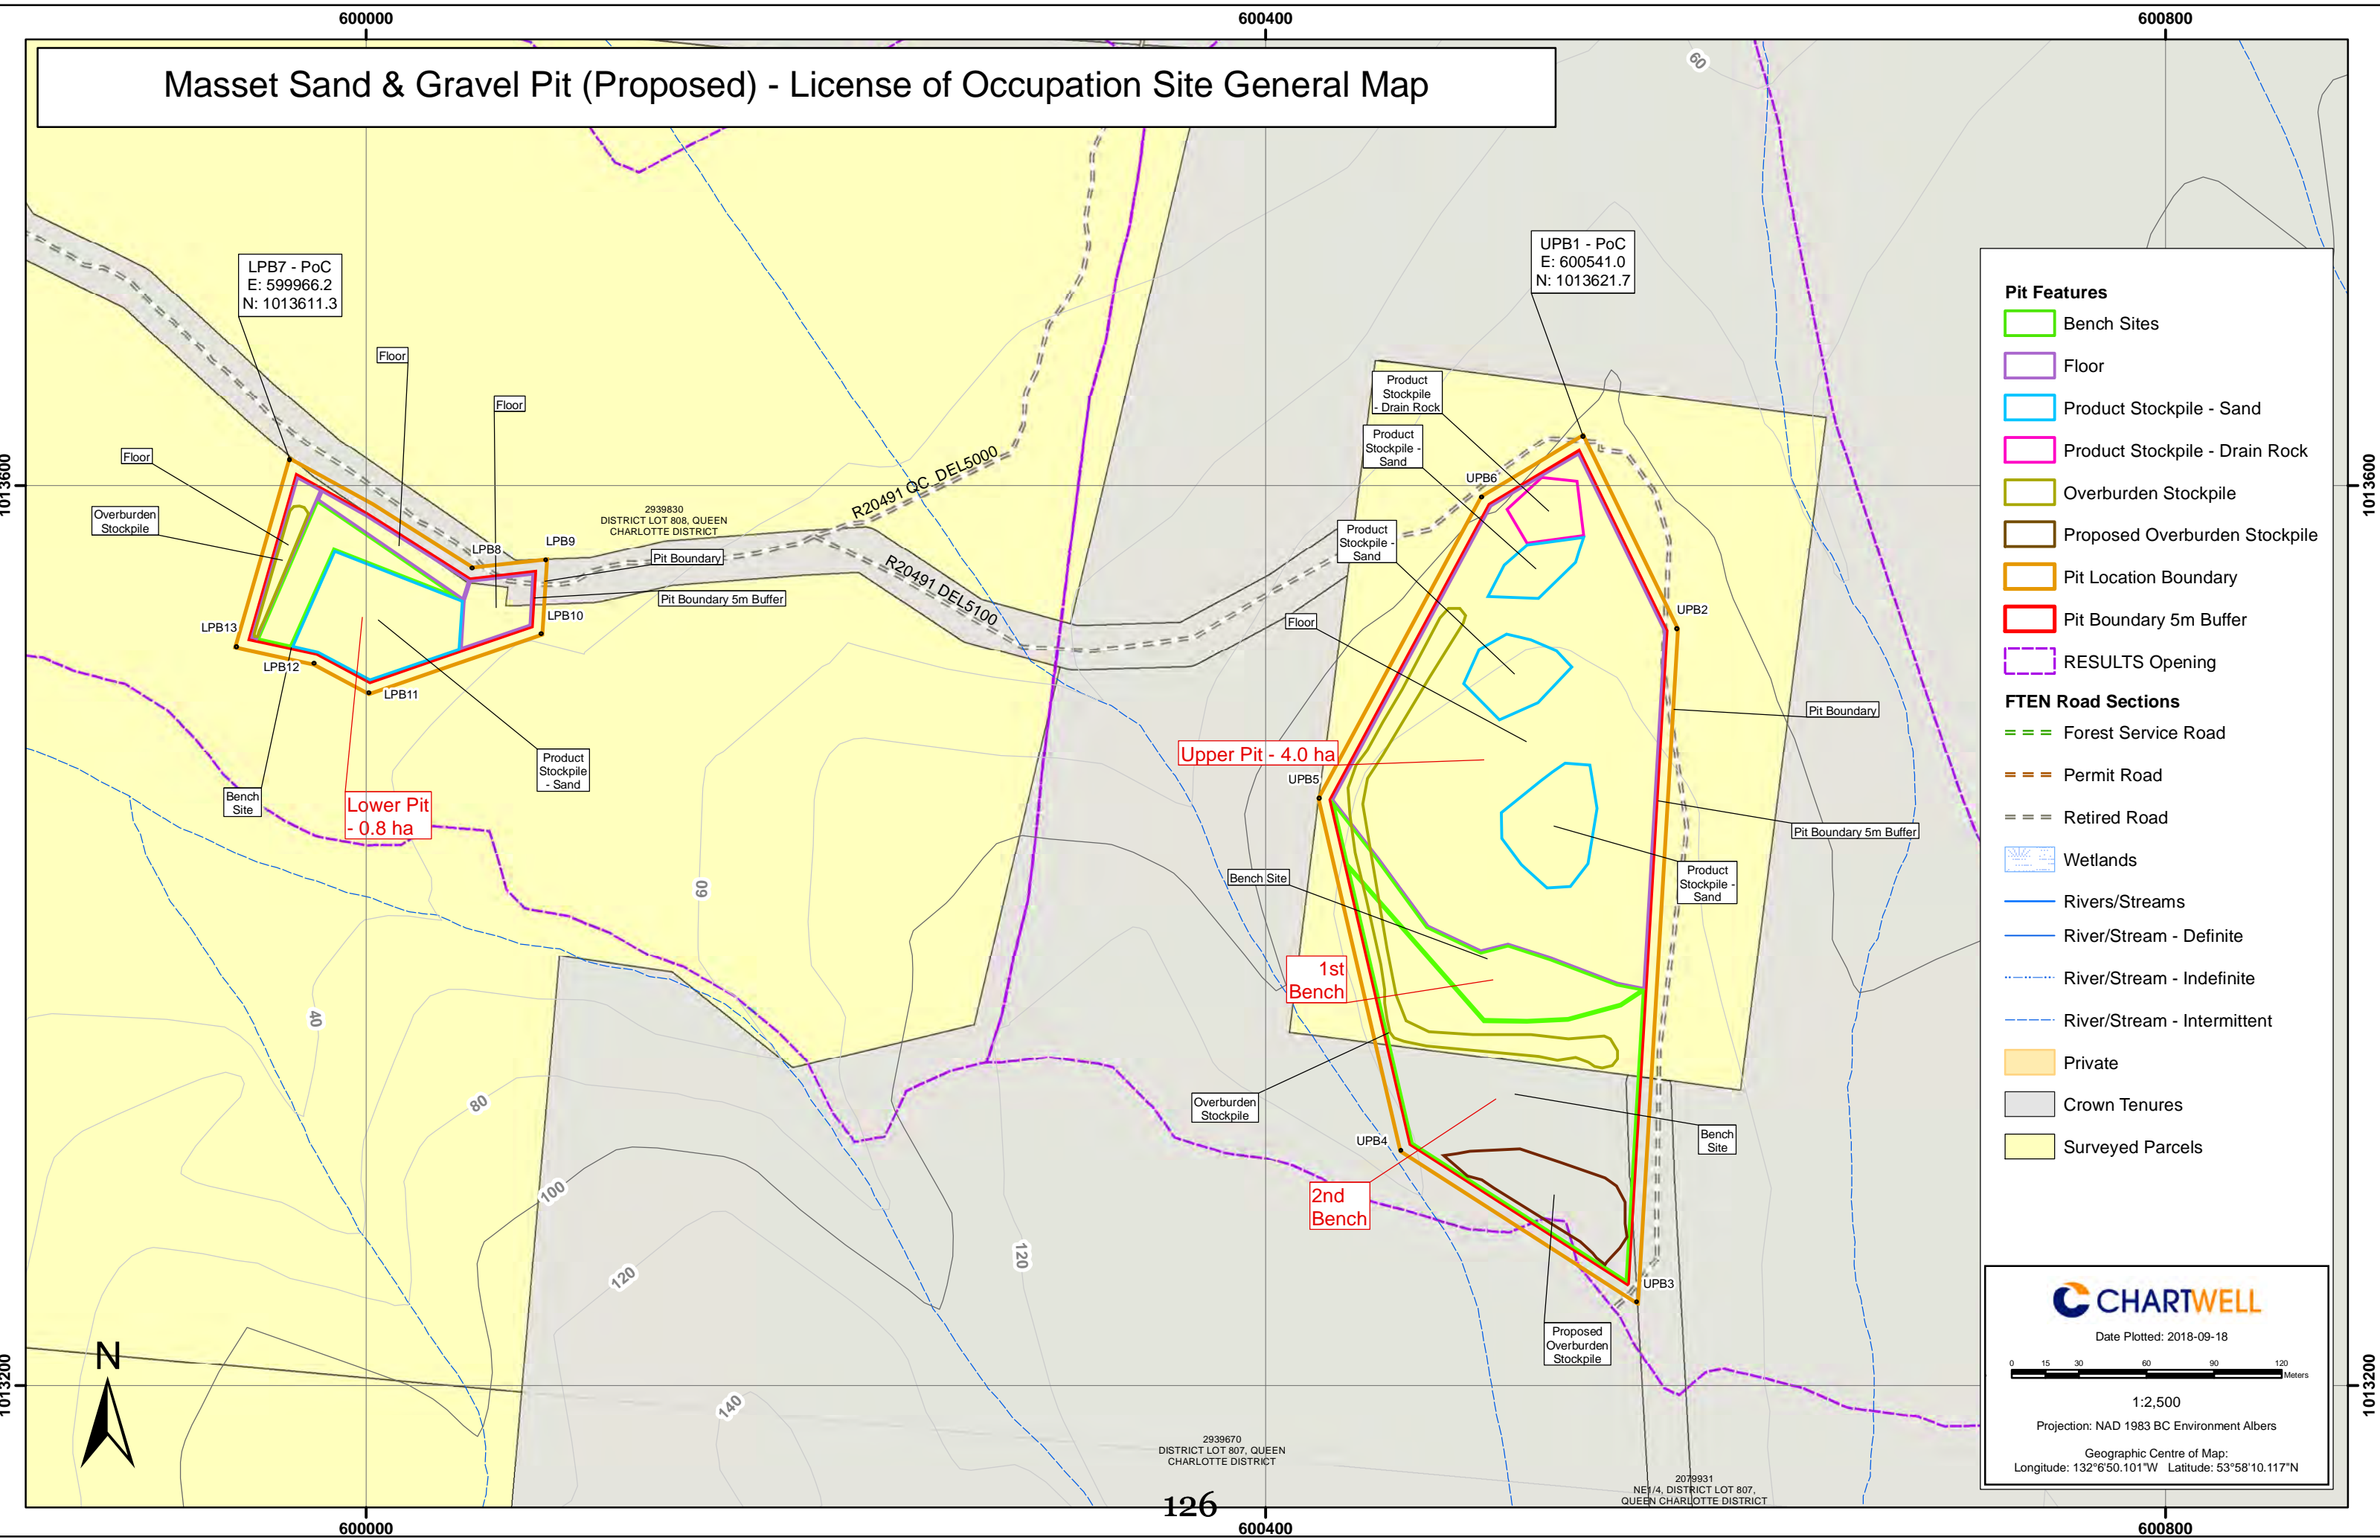 600000
600400
600800
Masset Sand & Gravel Pit (Proposed) - License of Occupation Site General Map
60
LPB7 - PoC
E: 599966.2
N: 1013611.3
UPB1 - PoC
E: 600541.0
N: 1013621.7
Floor
Floor
Floor
Overburden
Stockpile
1013600
1013600
2939830
DISTRICT LOT 808, QUEEN
CHARLOTTE DISTRICT
R20491 QC_DEL5000
R20491 DEL5100
LPB8
LPB9
Pit Boundary
Pit Boundary 5m Buffer
LPB10
LPB13
LPB12
LPB11
Bench
Site
Lower Pit
- 0.8 ha
Product
Stockpile
- Sand
Product
Stockpile
- Drain Rock
Product
Stockpile -
Sand
UPB6
Product
Stockpile -
Sand
Floor
UPB2
Pit Boundary
Upper Pit - 4.0 ha
UPB5
Pit Boundary 5m Buffer
Product
Stockpile -
Sand
Bench Site
1st
Bench
Overburden
Stockpile
UPB4
Bench
Site
2nd
Bench
UPB3
Proposed
Overburden
Stockpile
60
40
80
100
120
120
140
N
1013200
1013200
2939670
DISTRICT LOT 807, QUEEN
CHARLOTTE DISTRICT
2079931
NE1/4, DISTRICT LOT 807,
QUEEN CHARLOTTE DISTRICT
Pit Features
Bench Sites
Floor
Product Stockpile - Sand
Product Stockpile - Drain Rock
Overburden Stockpile
Proposed Overburden Stockpile
Pit Location Boundary
Pit Boundary 5m Buffer
RESULTS Opening
FTEN Road Sections
Forest Service Road
Permit Road
Retired Road
Wetlands
Rivers/Streams
River/Stream - Definite
River/Stream - Indefinite
River/Stream - Intermittent
Private
Crown Tenures
Surveyed Parcels
CHARTWELL
Date Plotted: 2018-09-18
0 15 30 60 90 120
Meters
1:2,500
Projection: NAD 1983 BC Environment Albers
Geographic Centre of Map:
Longitude: 132°6'50.101"W Latitude: 53°58'10.117"N
126
600000
600400
600800